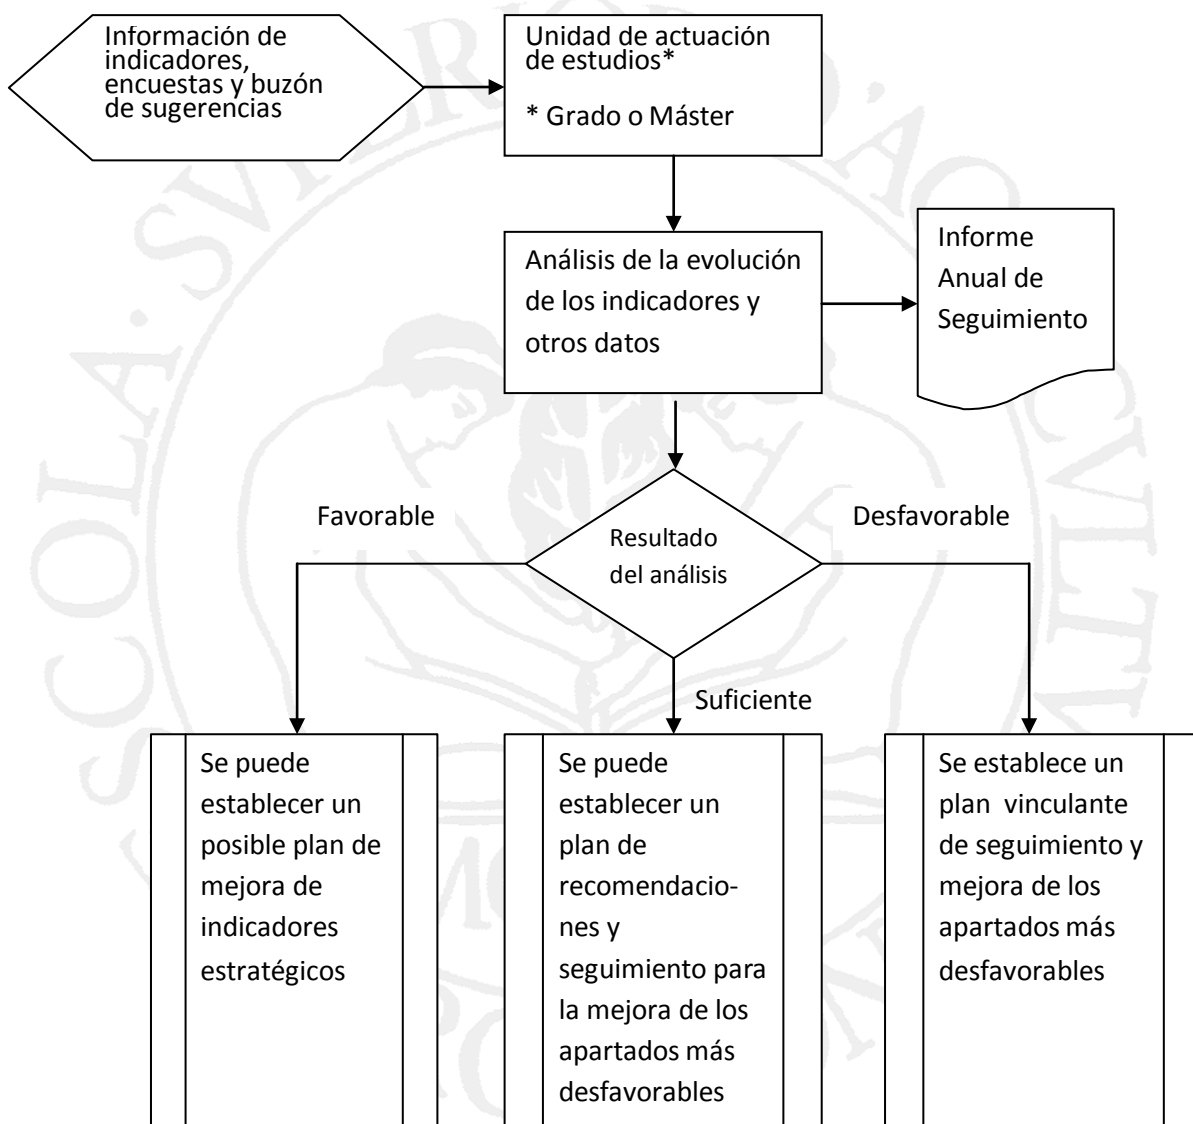 Información de
indicadores,
encuestas y buzón
de sugerencias
Unidad de actuación
de estudios*
* Grado o Máster
Análisis de la evolución
de los indicadores y
otros datos
Informe
Anual de
Seguimiento
Favorable
Resultado
del análisis
Desfavorable
Suficiente
Se puede
establecer un
posible plan de
mejora de
indicadores
estratégicos
Se puede
establecer un
plan de
recomendacio-
nes y
seguimiento para
la mejora de los
apartados más
desfavorables
Se establece un
plan vinculante
de seguimiento y
mejora de los
apartados más
desfavorables
SCOLA · SVPERIOR